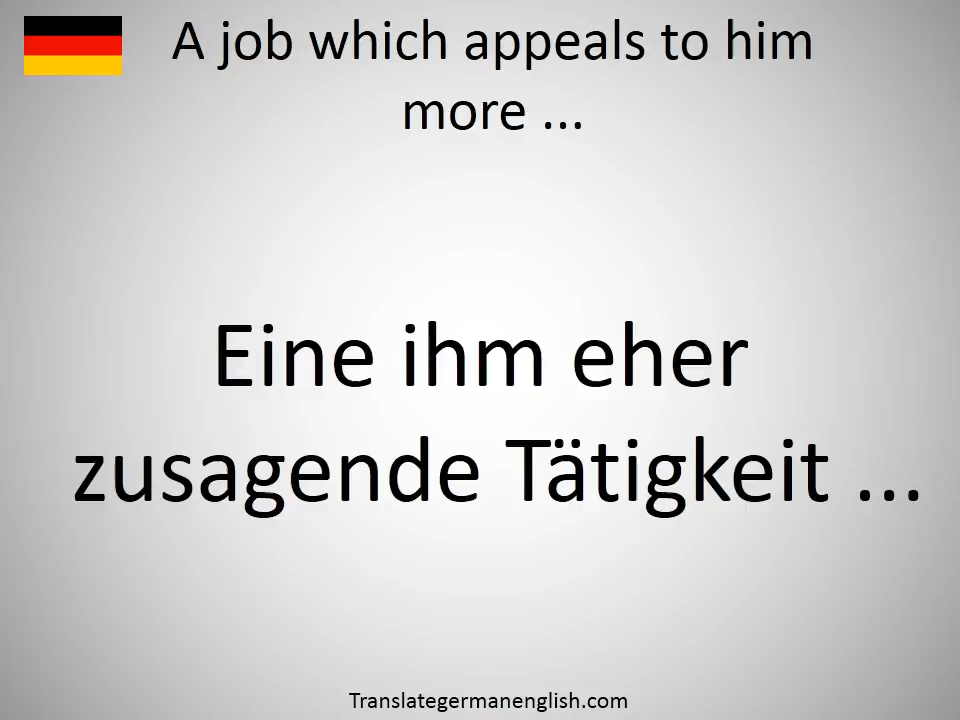 A job which appeals to him
more ...
Eine ihm eher
zusagende Tätigkeit ...
Translategermanenglish.com